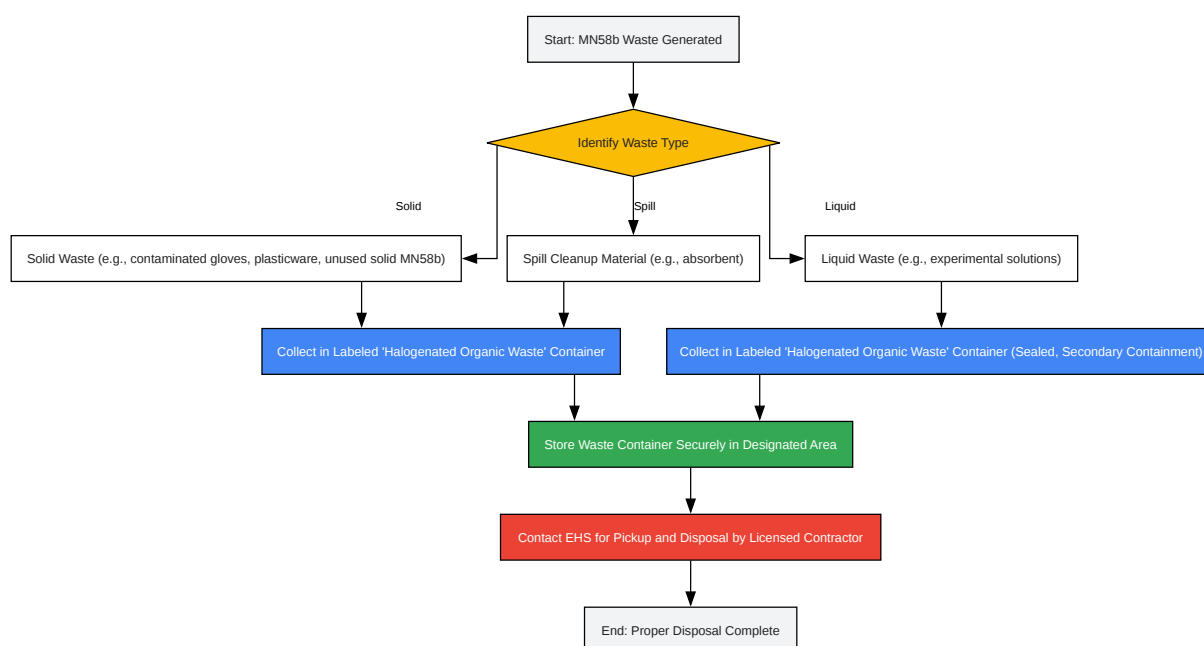 Start: MN58b Waste Generated
Identify Waste Type
Solid
Spill
Liquid
Solid Waste (e.g., contaminated gloves, plasticware, unused solid MN58b)
Spill Cleanup Material (e.g., absorbent)
Liquid Waste (e.g., experimental solutions)
Collect in Labeled 'Halogenated Organic Waste' Container
Collect in Labeled 'Halogenated Organic Waste' Container (Sealed, Secondary Containment)
Store Waste Container Securely in Designated Area
Contact EHS for Pickup and Disposal by Licensed Contractor
End: Proper Disposal Complete